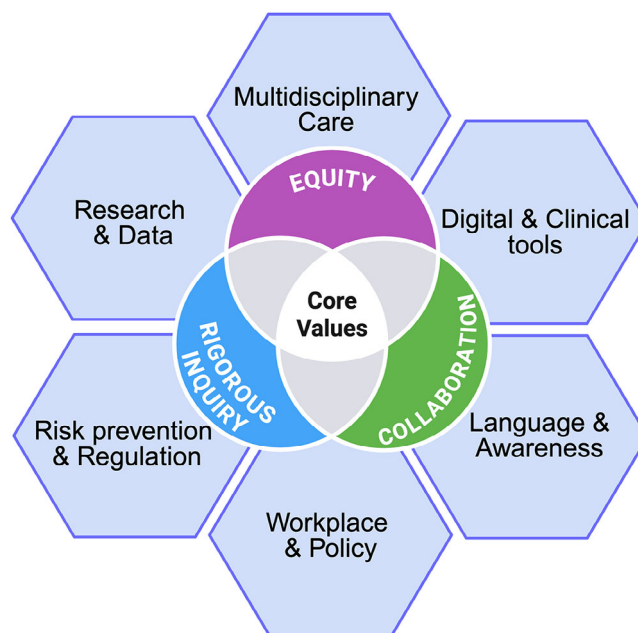 Multidisciplinary
Care
EQUITY
Research
& Data
Digital & Clinical
tools
Core
Values
RIGOROUS
INQUIRY
COLLABORATION
Risk prevention
& Regulation
Language &
Awareness
Workplace
& Policy